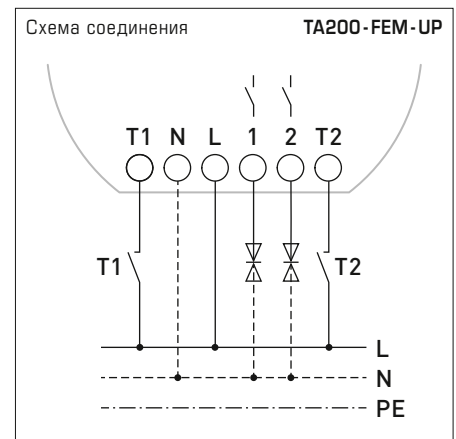 Схема соединения TA200-FEM-UP
T1 N L 1 2 T2
T1 T2
L
N
PE